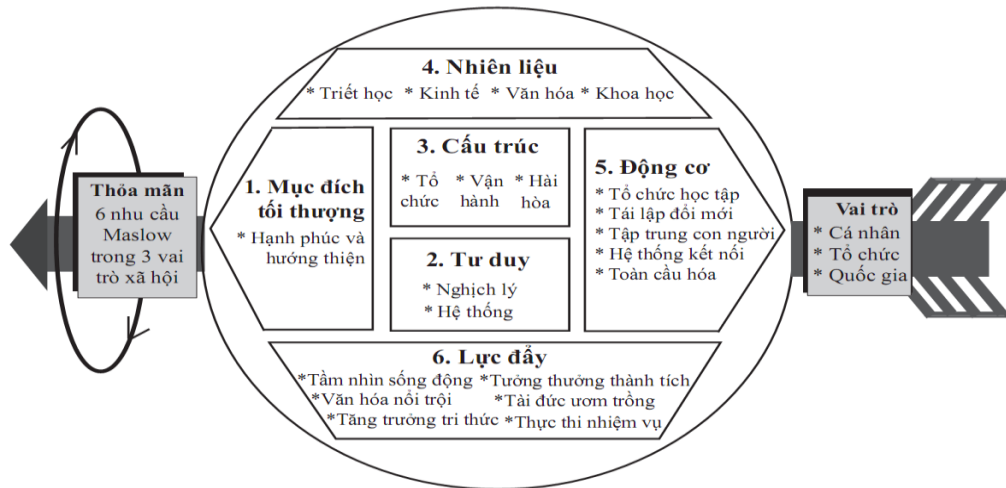 4. Nhiên liệu
* Triết học * Kinh tế * Văn hóa * Khoa học
Thỏa mãn
6 nhu cầu
Maslow
trong 3 vai
trò xã hội
1. Mục đích
tối thượng
* Hạnh phúc và
hướng thiện
3. Cấu trúc
* Tổ chức
* Vận hành
* Hài hòa
2. Tư duy
* Nghịch lý
* Hệ thống
5. Động cơ
* Tổ chức học tập
* Tái lập đổi mới
* Tập trung con người
* Hệ thống kết nối
* Toàn cầu hóa
Vai trò
* Cá nhân
* Tổ chức
* Quốc gia
6. Lực đẩy
*Tầm nhìn sống động *Tưởng thưởng thành tích
*Văn hóa nổi trội *Tài đức ươm trồng
*Tăng trưởng tri thức *Thực thi nhiệm vụ